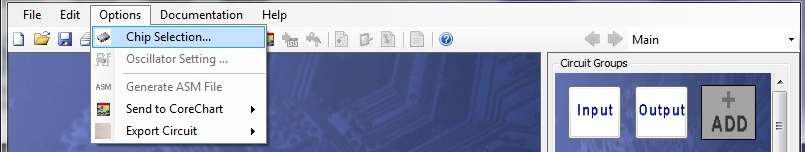 File Edit Options Documentation Help
Chip Selection...
Main
Oscillator Setting ...
Circuit Groups
ASM Generate ASM File
Send to CoreChart
Input Output + ADD
Export Circuit